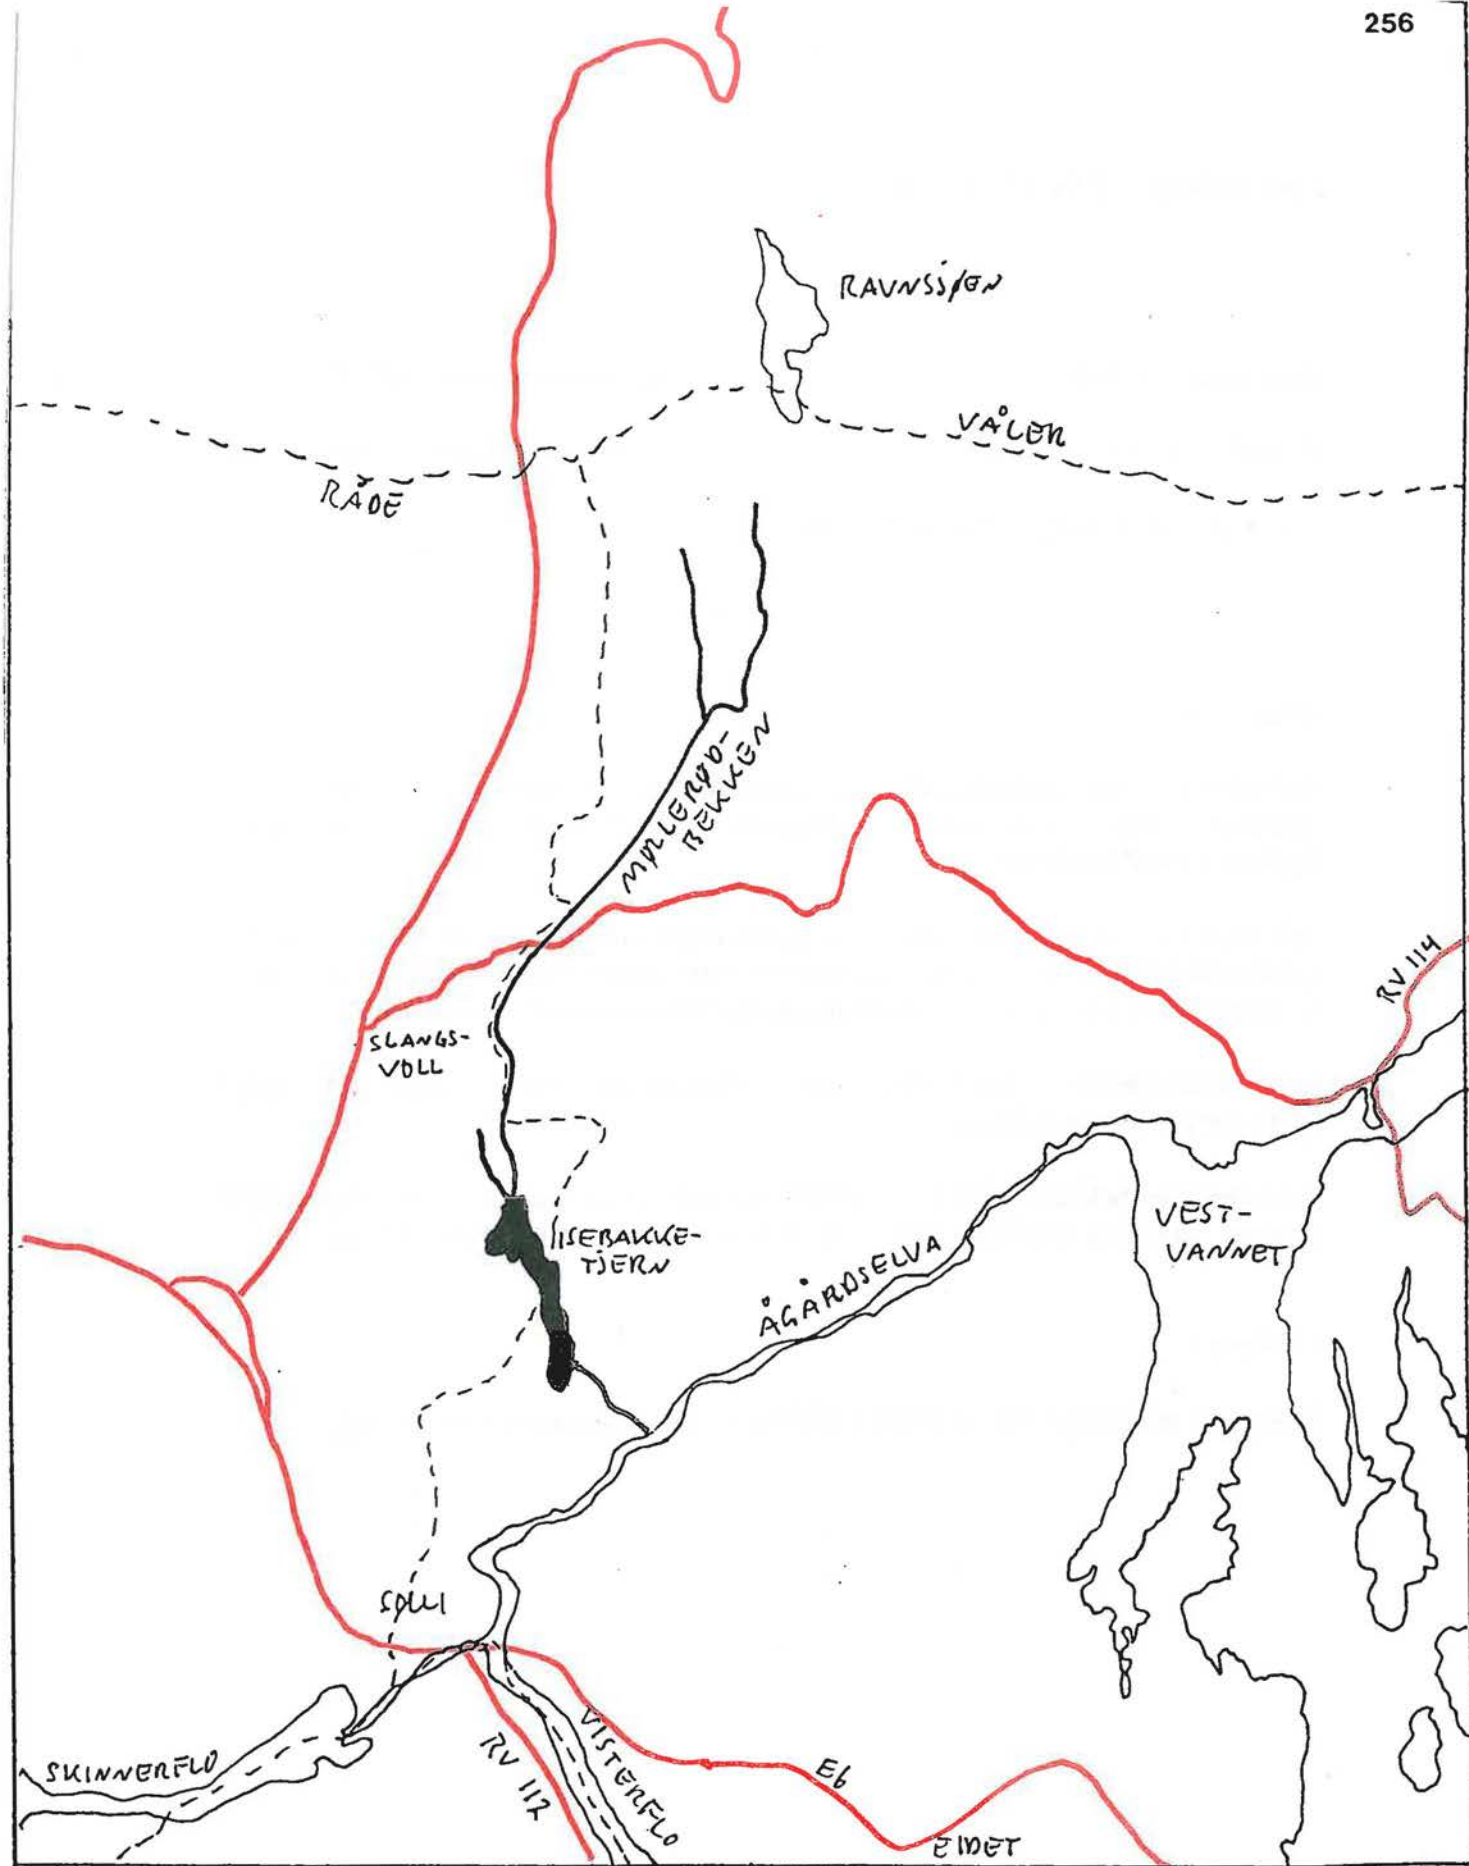 256
RAVNSJØEN
VÅLER
RÅDE
MØLLERØD-
BEKKEN
RV 114
SLANGS-
VOLL
VEST-
VANNET
ISEBAKKE-
TJERN
ÅGÅRDSELVA
SOLLI
SKINNERFLO
RV 112
VISTERFLO
E6
EIDET